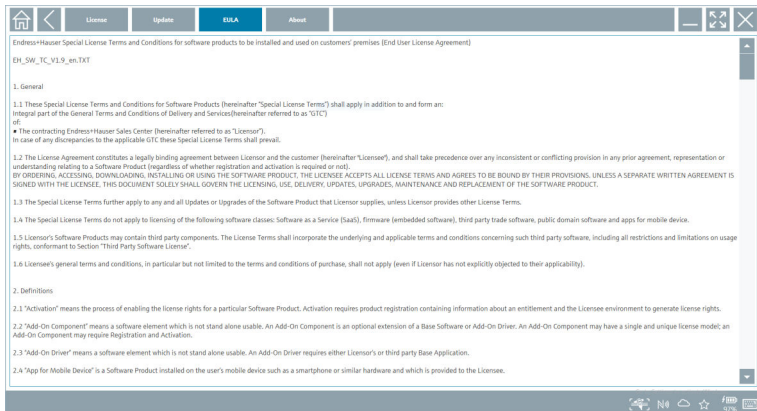 License
Update
EULA
About
Endress+Hauser Special License Terms and Conditions for software products to be installed and used on customers' premises (End User License Agreement)
EH_SW_TC_V1.9_en.TXT
1. General
1.1 These Special License Terms and Conditions for Software Products (hereinafter "Special License Terms") shall apply in addition to and form an:
Integral part of the General Terms and Conditions of Delivery and Services(hereinafter referred to as "GTC")
of:
▪ The contracting Endress+Hauser Sales Center (hereinafter referred to as "Licensor").
In case of any discrepancies to the applicable GTC these Special License Terms shall prevail.
1.2 The License Agreement constitutes a legally binding agreement between Licensor and the customer (hereinafter "Licensee"), and shall take precedence over any inconsistent or conflicting provision in any prior agreement, representation or
understanding relating to a Software Product (regardless of whether registration and activation is required or not).
BY ORDERING, ACCESSING, DOWNLOADING, INSTALLING OR USING THE SOFTWARE PRODUCT, THE LICENSEE ACCEPTS ALL LICENSE TERMS AND AGREES TO BE BOUND BY THEIR PROVISIONS. UNLESS A SEPARATE WRITTEN AGREEMENT IS
SIGNED WITH THE LICENSEE, THIS DOCUMENT SOLELY SHALL GOVERN THE LICENSING, USE, DELIVERY, UPDATES, UPGRADES, MAINTENANCE AND REPLACEMENT OF THE SOFTWARE PRODUCT.
1.3 The Special License Terms further apply to any and all Updates or Upgrades of the Software Product that Licensor supplies, unless Licensor provides other License Terms.
1.4 The Special License Terms do not apply to licensing of the following software classes: Software as a Service (SaaS), firmware (embedded software), third party trade software, public domain software and apps for mobile device.
1.5 Licensor's Software Products may contain third party components. The License Terms shall incorporate the underlying and applicable terms and conditions concerning such third party software, including all restrictions and limitations on usage
rights, conformant to Section "Third Party Software License".
1.6 Licensee's general terms and conditions, in particular but not limited to the terms and conditions of purchase, shall not apply (even if Licensor has not explicitly objected to their applicability).
2. Definitions
2.1 "Activation" means the process of enabling the license rights for a particular Software Product. Activation requires product registration containing information about an entitlement and the Licensee environment to generate license rights.
2.2 "Add-On Component" means a software element which is not stand alone usable. An Add-On Component is an optional extension of a Base Software or Add-On Driver. An Add-On Component may have a single and unique license model; an
Add-On Component may require Registration and Activation.
2.3 "Add-On Driver" means a software element which is not stand alone usable. An Add-On Driver requires either Licensor's or third party Base Application.
2.4 "App for Mobile Device" is a Software Product installed on the user's mobile device such as a smartphone or similar hardware and which is provided to the Licensee.
97%